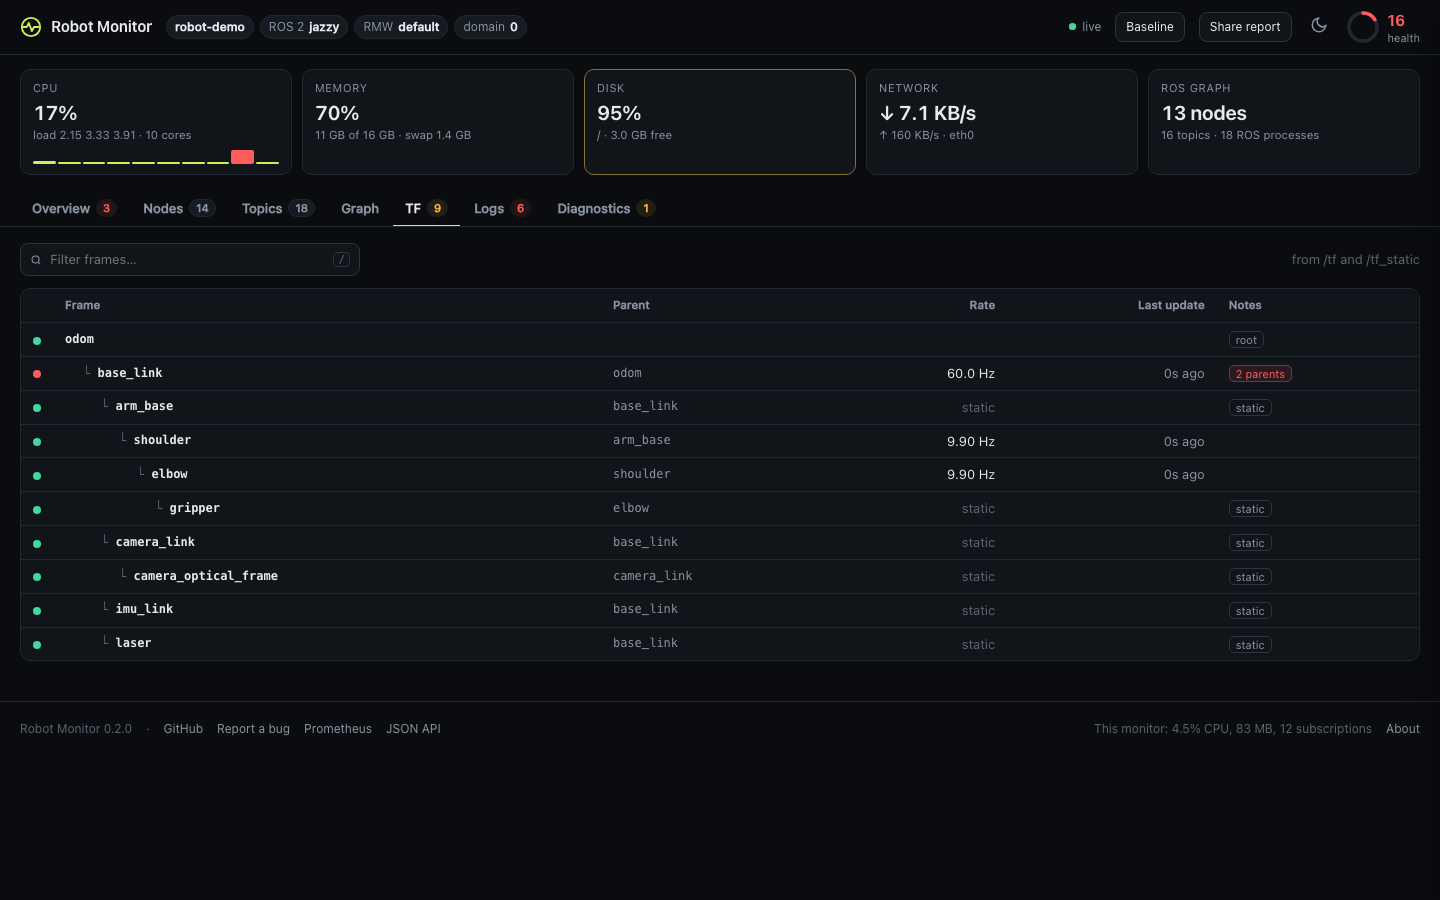 Robot Monitor robot-demo ROS 2 jazzy RMW default domain 0 live Baseline Share report 16 health
CPU
17%
load 2.15 3.33 3.91 · 10 cores
MEMORY
70%
11 GB of 16 GB · swap 1.4 GB
DISK
95%
/ · 3.0 GB free
NETWORK
↓ 7.1 KB/s
↑ 160 KB/s · eth0
ROS GRAPH
13 nodes
16 topics · 18 ROS processes
Overview 3 Nodes 14 Topics 18 Graph TF 9 Logs 6 Diagnostics 1
Filter frames... / from /tf and /tf_static
Frame Parent Rate Last update Notes
odom root
└ base_link odom 60.0 Hz 0s ago 2 parents
└ arm_base base_link static static
└ shoulder arm_base 9.90 Hz 0s ago
└ elbow shoulder 9.90 Hz 0s ago
└ gripper elbow static static
└ camera_link base_link static static
└ camera_optical_frame camera_link static static
└ imu_link base_link static static
└ laser base_link static static
Robot Monitor 0.2.0 · GitHub Report a bug Prometheus JSON API This monitor: 4.5% CPU, 83 MB, 12 subscriptions About